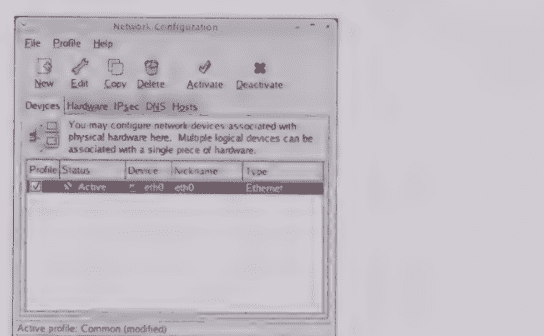 Network Configuration
File Profile Help
New Edit Copy Delete Activate Deactivate
Devices Hardware IPsec DNS Hosts
You may configure network devices associated with
physical hardware here. Multiple logical devices can be
associated with a single piece of hardware.
Profile Status Device Nickname Type
Active eth0 eth0 Ethernet
Active profile: Common (modified)